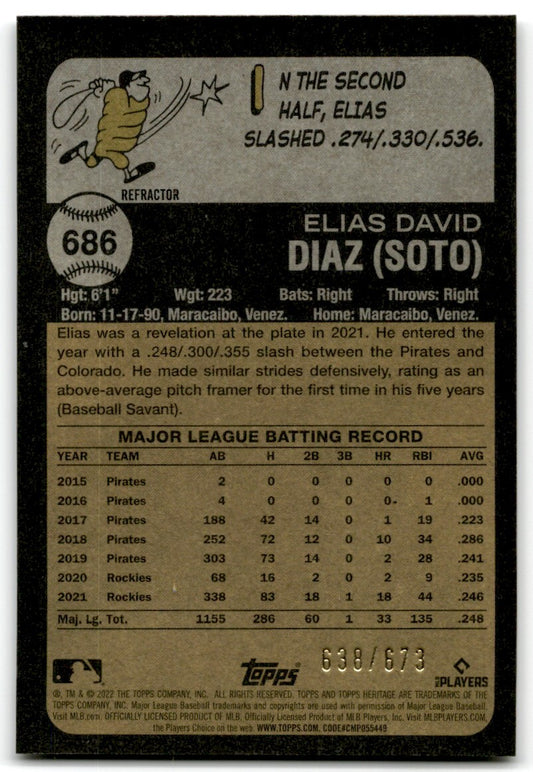 IN THE SECOND
HALF, ELIAS
SLASHED .274/.330/.536.
REFRACTOR
686
ELIAS DAVID
DIAZ (SOTO)
Hgt: 6'1" Wgt: 223 Bats: Right Throws: Right
Born: 11-17-90, Maracaibo, Venez. Home: Maracaibo, Venez.
Elias was a revelation at the plate in 2021. He entered the
year with a .248/.300/.355 slash between the Pirates and
Colorado. He made similar strides defensively, rating as an
above-average pitch framer for the first time in his five years
(Baseball Savant).
MAJOR LEAGUE BATTING RECORD
YEAR TEAM AB H 2B 3B HR RBI AVG
2015 Pirates 2 0 0 0 0 0 .000
2016 Pirates 4 0 0 0 0 1 .000
2017 Pirates 188 42 14 0 1 19 .223
2018 Pirates 252 72 12 0 10 34 .286
2019 Pirates 303 73 14 0 2 28 .241
2020 Rockies 68 16 2 0 2 9 .235
2021 Rockies 338 83 18 1 18 44 .246
Maj. Lg. Tot. 1155 286 60 1 33 135 .248
Topps 638/673 MLB PLAYERS
®, TM & © 2022 THE TOPPS COMPANY, INC. ALL RIGHTS RESERVED. TOPPS AND TOPPS HERITAGE ARE TRADEMARKS OF THE
TOPPS COMPANY, INC. Major League Baseball trademarks and copyrights are used with permission of Major League Baseball.
Visit MLB.com. OFFICIALLY LICENSED PRODUCT OF MLB Players, Inc. Visit MLBPLAYERS.com,
the Players Choice on the web. WWW.TOPPS.COM. CODE#CMP055449